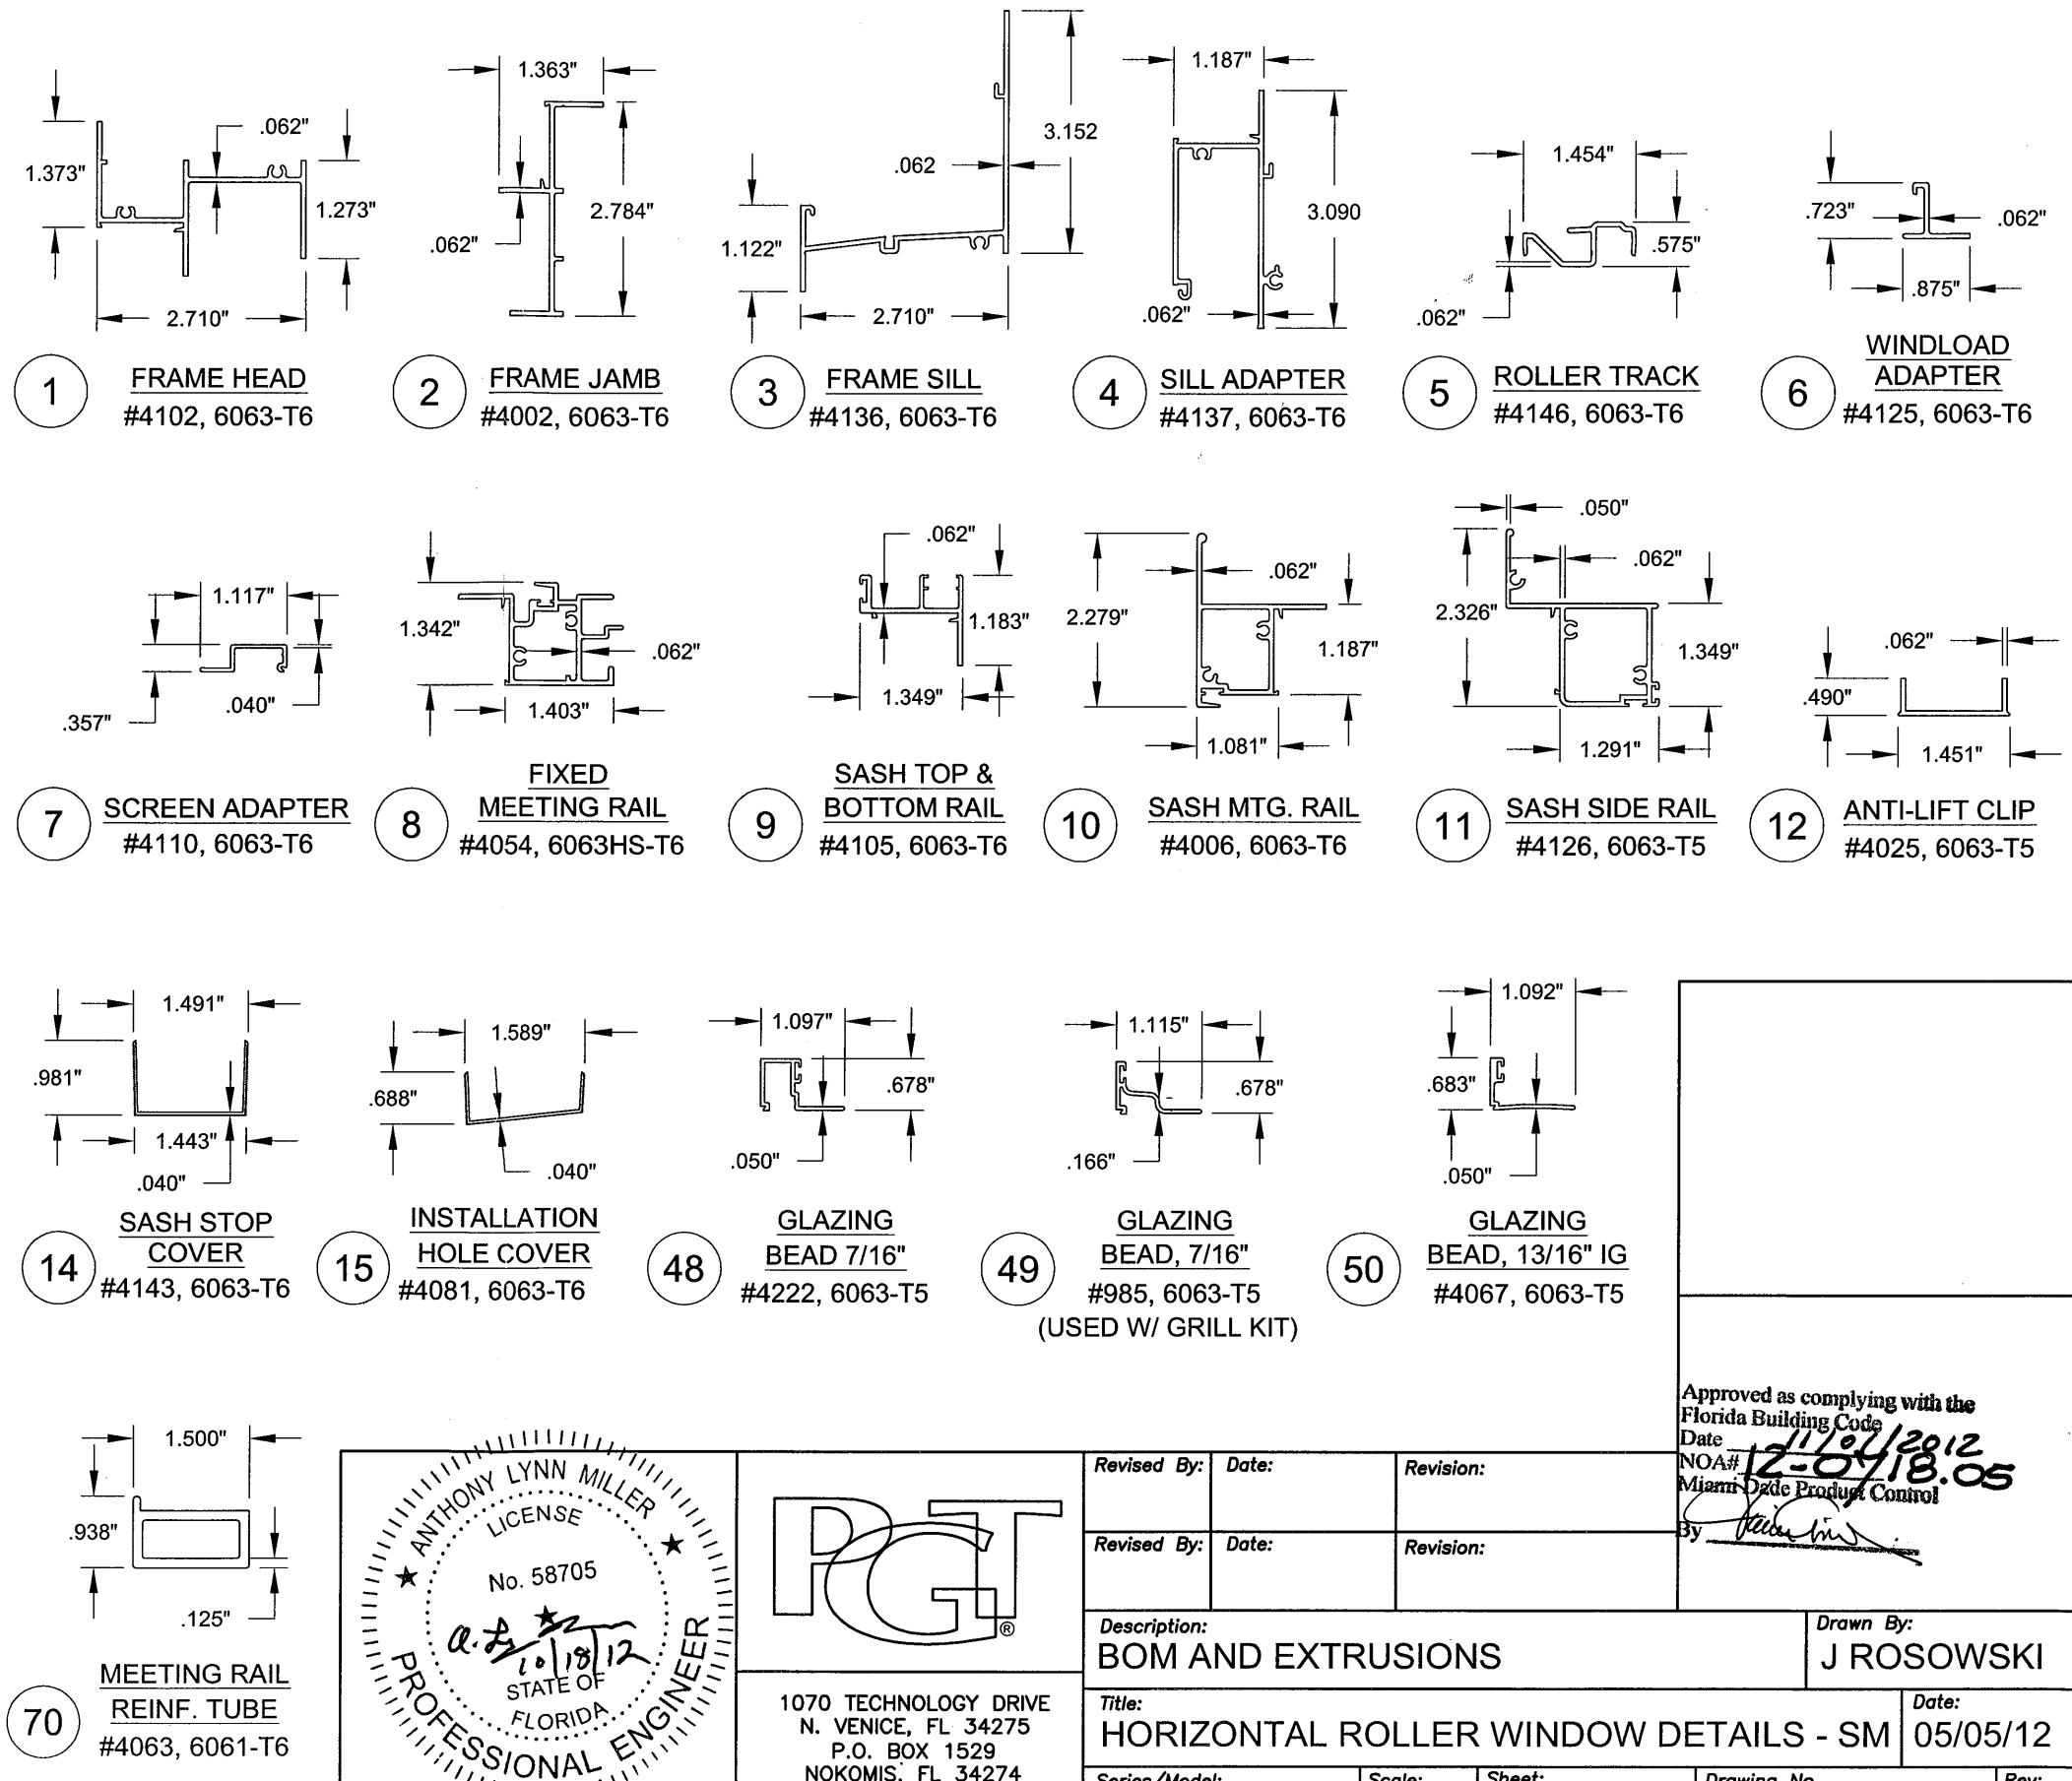 1.373"
.062"
1.273"
2.710"
1 FRAME HEAD
#4102, 6063-T6
1.363"
2.784"
.062"
2 FRAME JAMB
#4002, 6063-T6
3.152
.062
1.122"
2.710"
3 FRAME SILL
#4136, 6063-T6
1.187"
3.090
.062"
4 SILL ADAPTER
#4137, 6063-T6
1.454"
.575"
.062"
5 ROLLER TRACK
#4146, 6063-T6
.723"
.062"
.875"
6 WINDLOAD
ADAPTER
#4125, 6063-T6
1.117"
.357"
.040"
7 SCREEN ADAPTER
#4110, 6063-T6
1.342"
.062"
1.403"
8 FIXED
MEETING RAIL
#4054, 6063HS-T6
.062"
1.183"
1.349"
9 SASH TOP &
BOTTOM RAIL
#4105, 6063-T6
2.279"
.062"
1.187"
1.081"
10 SASH MTG. RAIL
#4006, 6063-T6
.050"
.062"
2.326"
1.349"
1.291"
11 SASH SIDE RAIL
#4126, 6063-T5
.062"
.490"
1.451"
12 ANTI-LIFT CLIP
#4025, 6063-T5
1.491"
.981"
1.443"
.040"
14 SASH STOP
COVER
#4143, 6063-T6
1.589"
.688"
.040"
15 INSTALLATION
HOLE COVER
#4081, 6063-T6
1.097"
.678"
.050"
48 GLAZING
BEAD 7/16"
#4222, 6063-T5
1.115"
.678"
.166"
49 GLAZING
BEAD, 7/16"
#985, 6063-T5
(USED W/ GRILL KIT)
1.092"
.683"
.050"
50 GLAZING
BEAD, 13/16" IG
#4067, 6063-T5
1.500"
.938"
.125"
70 MEETING RAIL
REINF. TUBE
#4063, 6061-T6
ANTHONY LYNN MILLER
LICENSE
No. 58705
10/18/12
STATE OF
FLORIDA
PROFESSIONAL ENGINEER
PGT®
1070 TECHNOLOGY DRIVE
N. VENICE, FL 34275
P.O. BOX 1529
NOKOMIS, FL 34274
Approved as complying with the
Florida Building Code
Date 11/01/2012
NOA# 12-0718.05
Miami Dade Product Control
By
Revised By: Date: Revision:
Revised By: Date: Revision:
Description:
BOM AND EXTRUSIONS
Drawn By:
J ROSOWSKI
Title:
HORIZONTAL ROLLER WINDOW DETAILS - SM
Date:
05/05/12
Series/Model: Scale: Sheet: Drawing No. Rev: